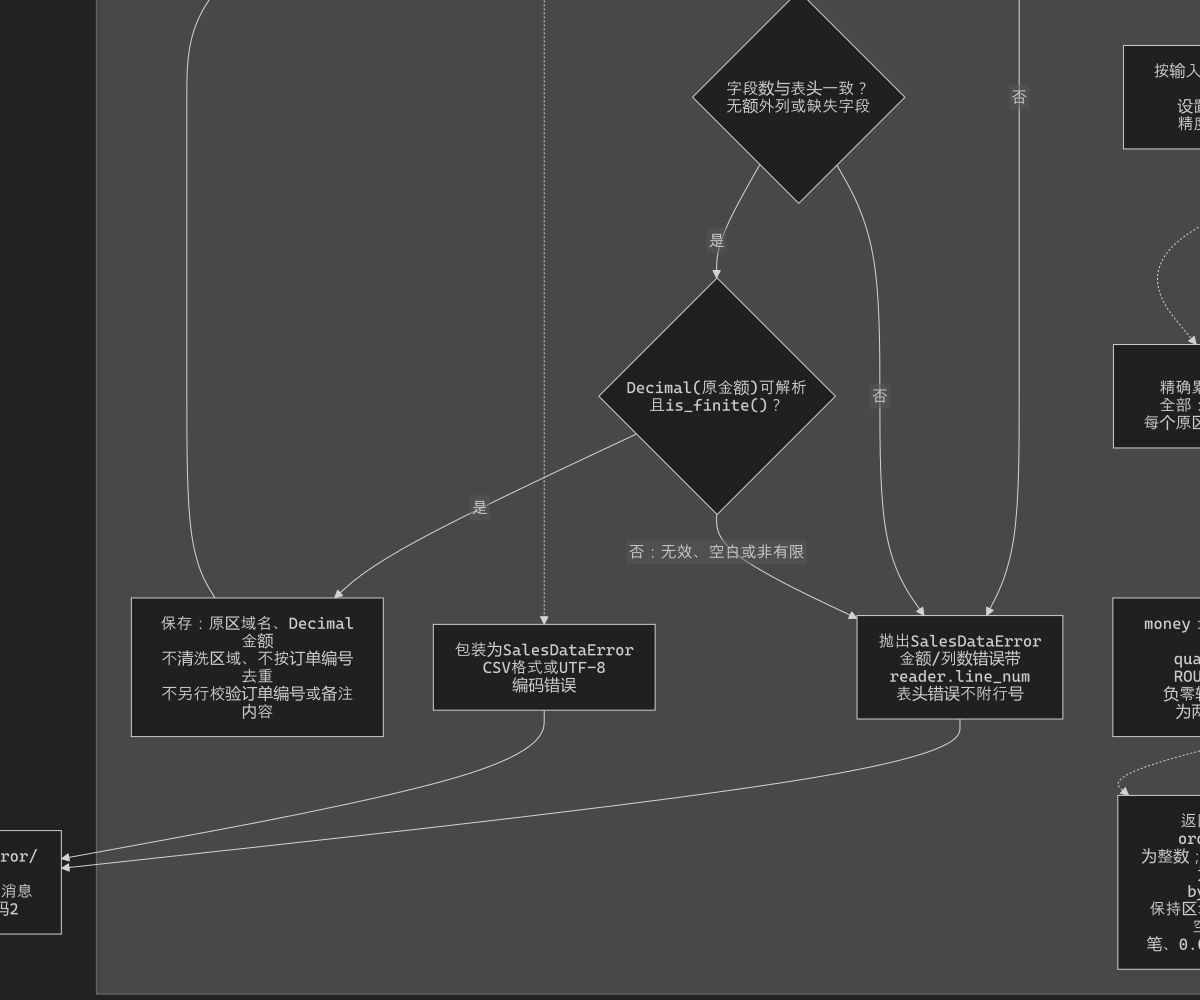 字段数与表头一致？
无额外列或缺失字段
否
按输入
设置
精度
是
Decimal(原金额)可解析
且is_finite()？
否
精确累
全部：
每个原区
是
否：无效、空白或非有限
保存：原区域名、Decimal
金额
不清洗区域、不按订单编号
去重
不另行校验订单编号或备注
内容
包装为SalesDataError
CSV格式或UTF-8
编码错误
抛出SalesDataError
金额/列数错误带
reader.line_num
表头错误不附行号
money
qua
ROU
负零
为两
ror/
消息
码2
返
ord
为整数；
by
保持区
笔、0.